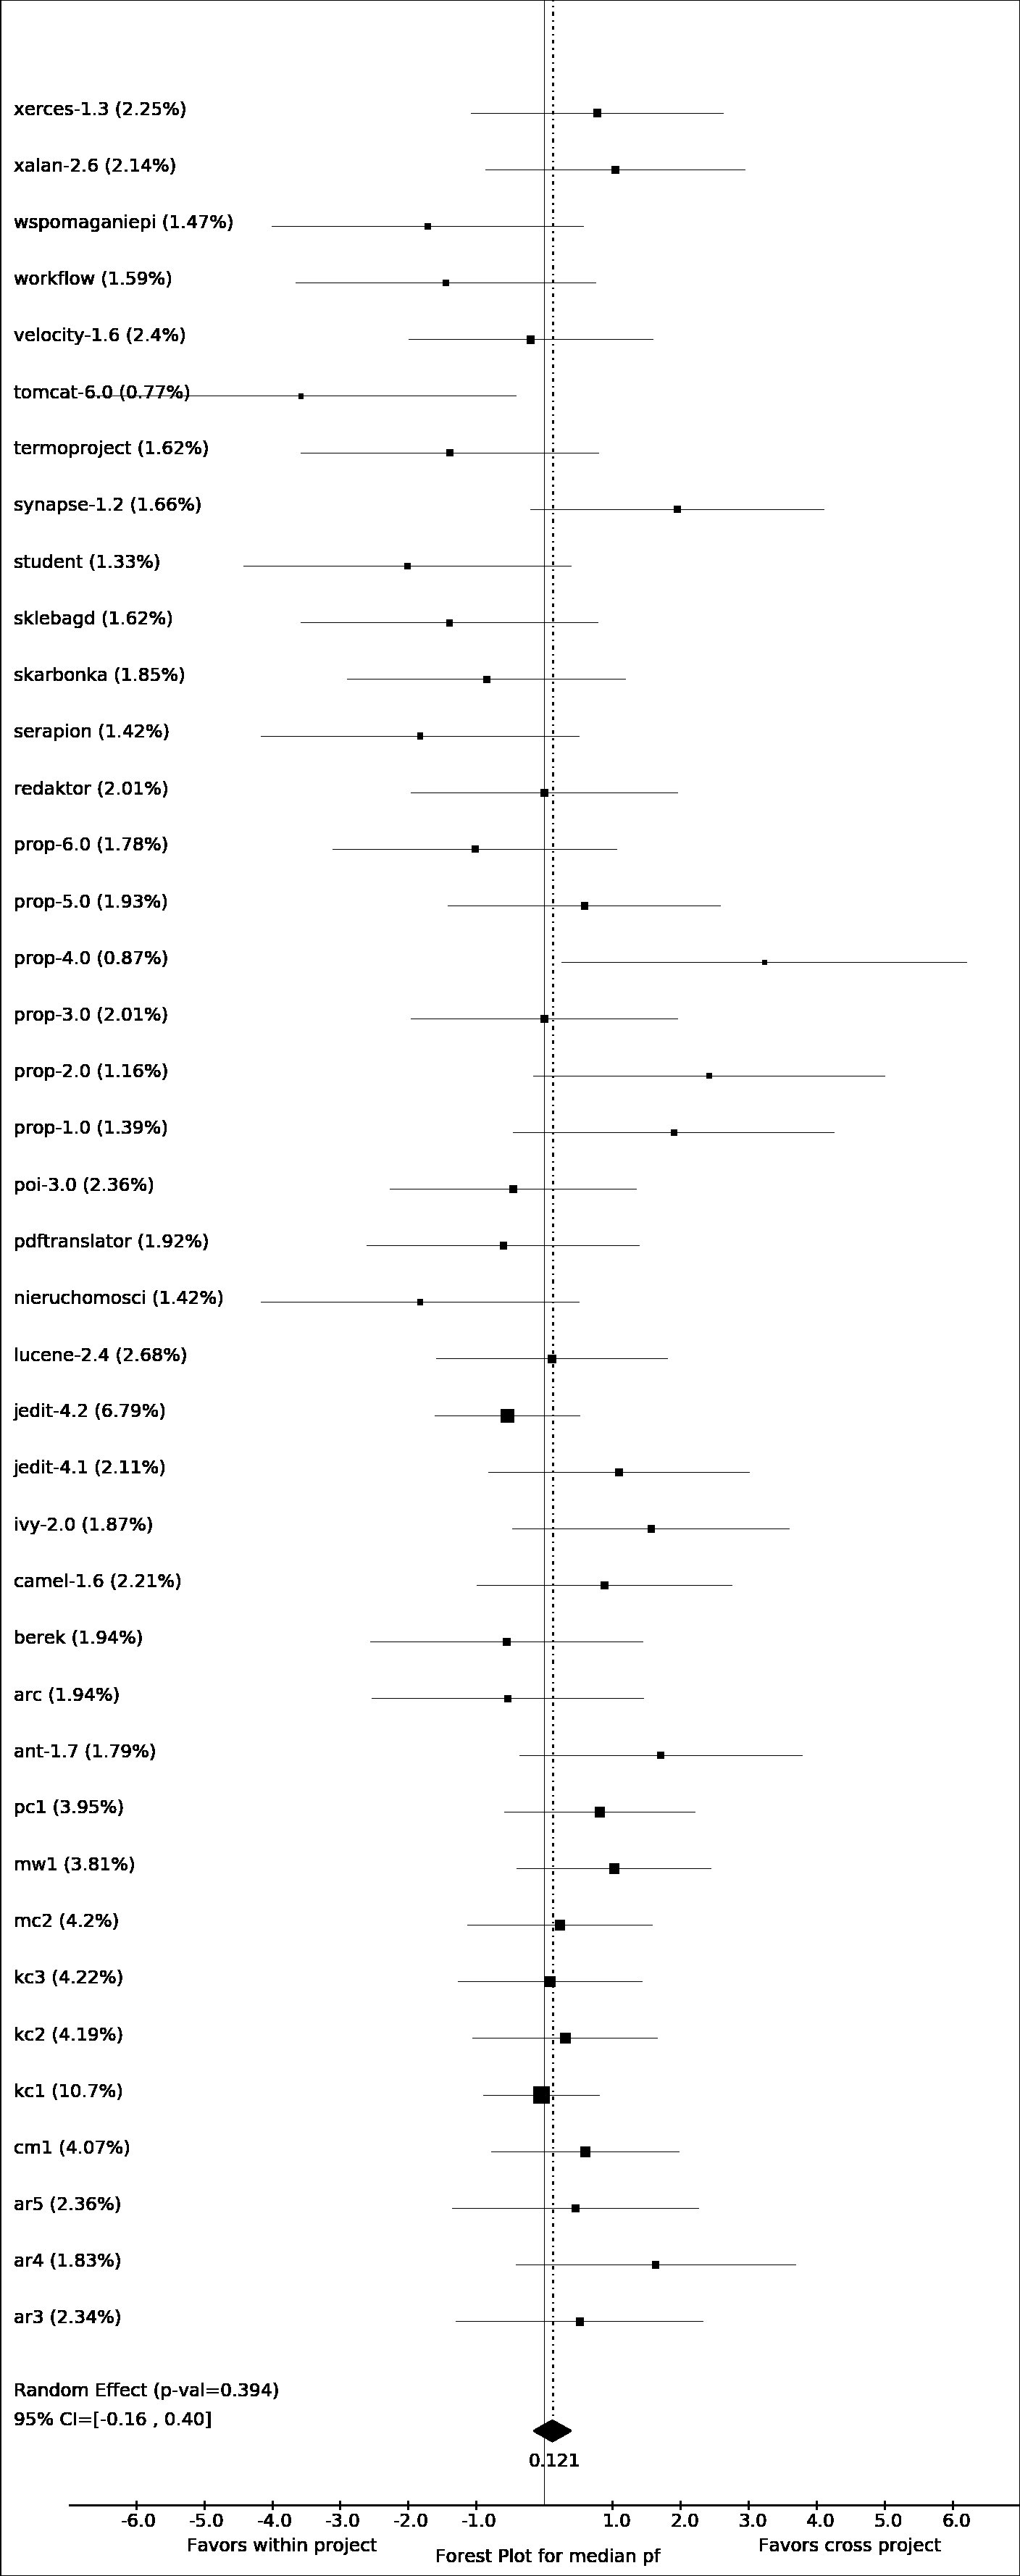 xerces-1.3 (2.25%)
xalan-2.6 (2.14%)
wspomaganiepi (1.47%)
workflow (1.59%)
velocity-1.6 (2.4%)
tomcat-6.0 (0.77%)
termoproject (1.62%)
synapse-1.2 (1.66%)
student (1.33%)
sklebagd (1.62%)
skarbonka (1.85%)
serapion (1.42%)
redaktor (2.01%)
prop-6.0 (1.78%)
prop-5.0 (1.93%)
prop-4.0 (0.87%)
prop-3.0 (2.01%)
prop-2.0 (1.16%)
prop-1.0 (1.39%)
poi-3.0 (2.36%)
pdftranslator (1.92%)
nieruchomosci (1.42%)
lucene-2.4 (2.68%)
jedit-4.2 (6.79%)
jedit-4.1 (2.11%)
ivy-2.0 (1.87%)
camel-1.6 (2.21%)
berek (1.94%)
arc (1.94%)
ant-1.7 (1.79%)
pc1 (3.95%)
mw1 (3.81%)
mc2 (4.2%)
kc3 (4.22%)
kc2 (4.19%)
kc1 (10.7%)
cm1 (4.07%)
ar5 (2.36%)
ar4 (1.83%)
ar3 (2.34%)
Random Effect (p-val=0.394)
95% CI=[-0.16 , 0.40]
0.121
-6.0 -5.0 -4.0 -3.0 -2.0 -1.0 1.0 2.0 3.0 4.0 5.0 6.0
Favors within project Favors cross project
Forest Plot for median pf